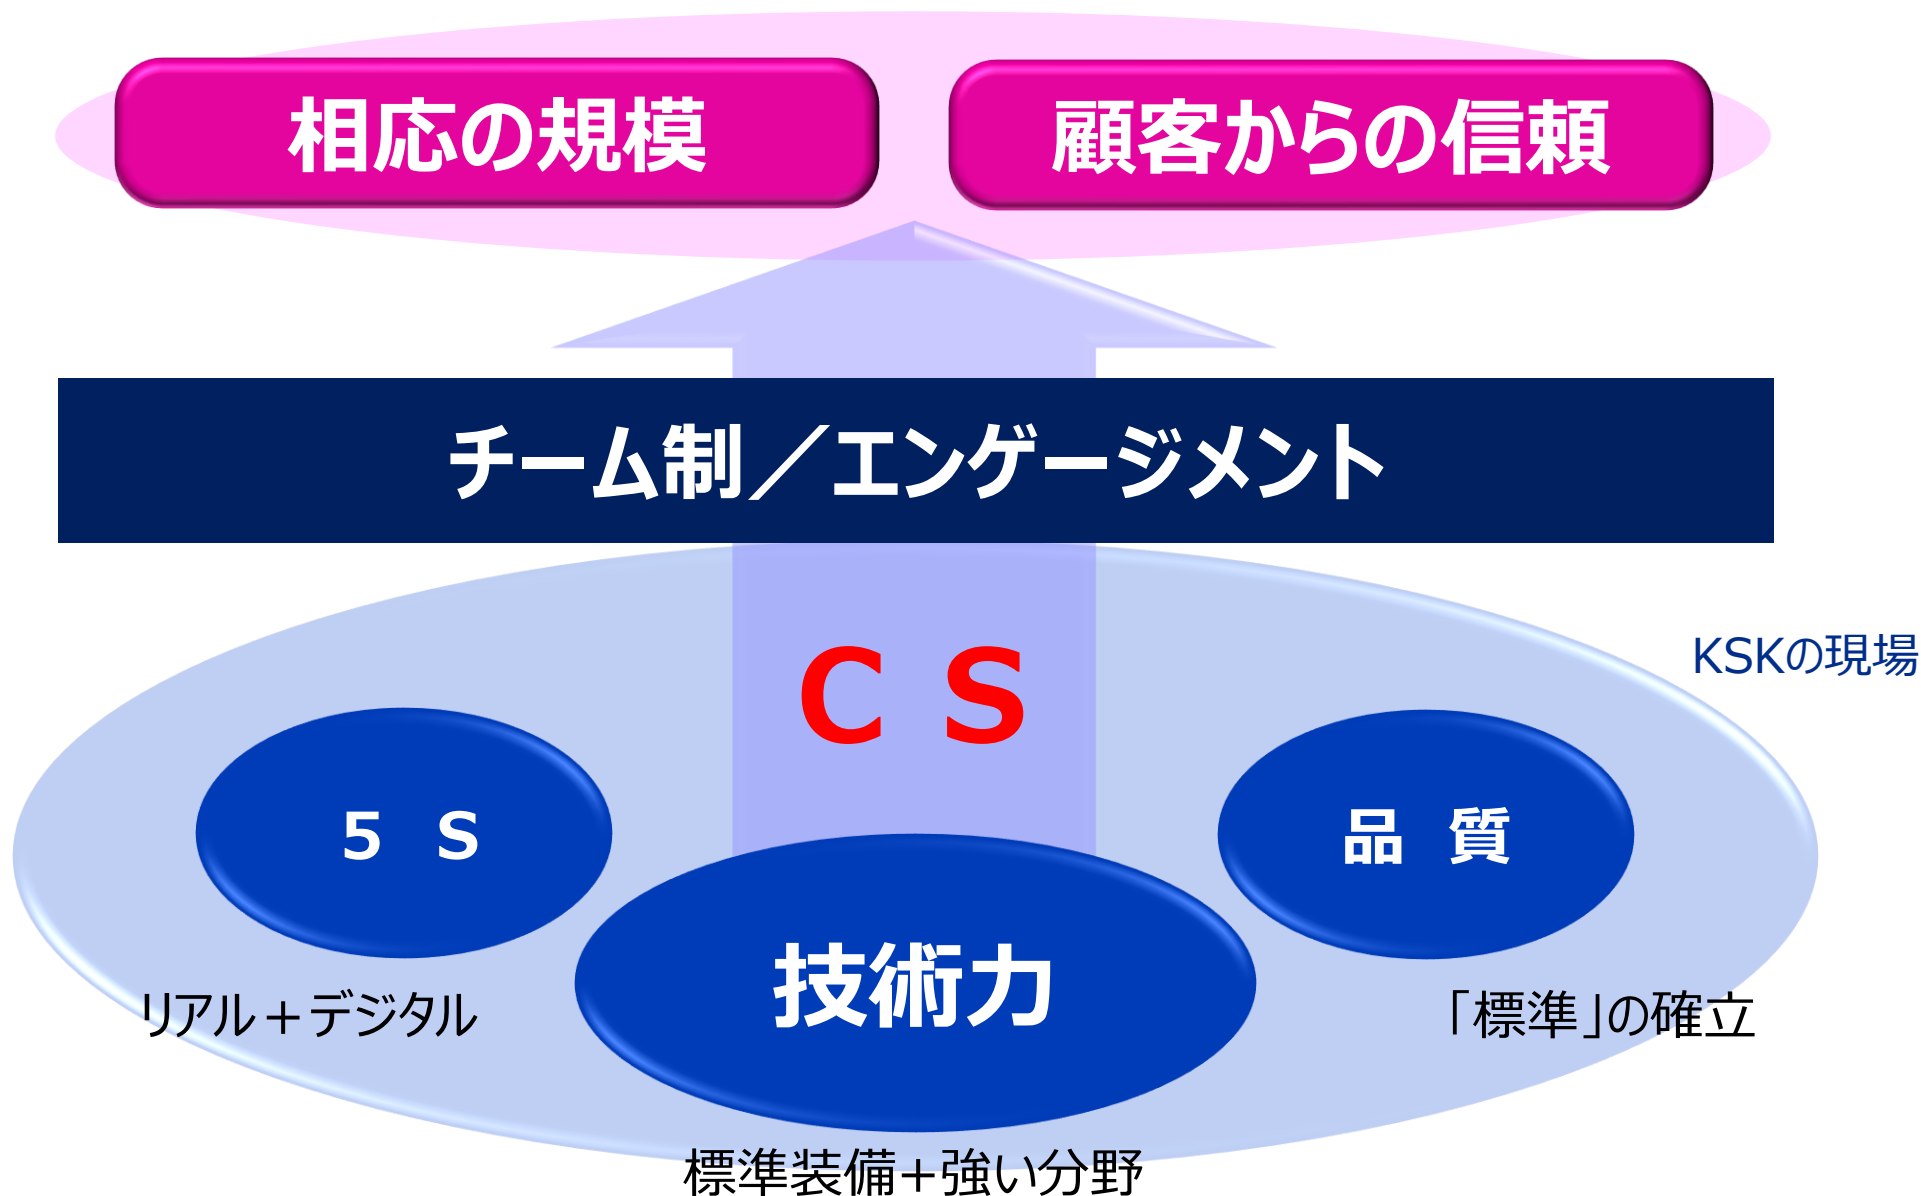 相応の規模
顧客からの信頼
チーム制／エンゲージメント
ＣＳ
KSKの現場
５　Ｓ
品　質
技術力
リアル＋デジタル
「標準」の確立
標準装備+強い分野